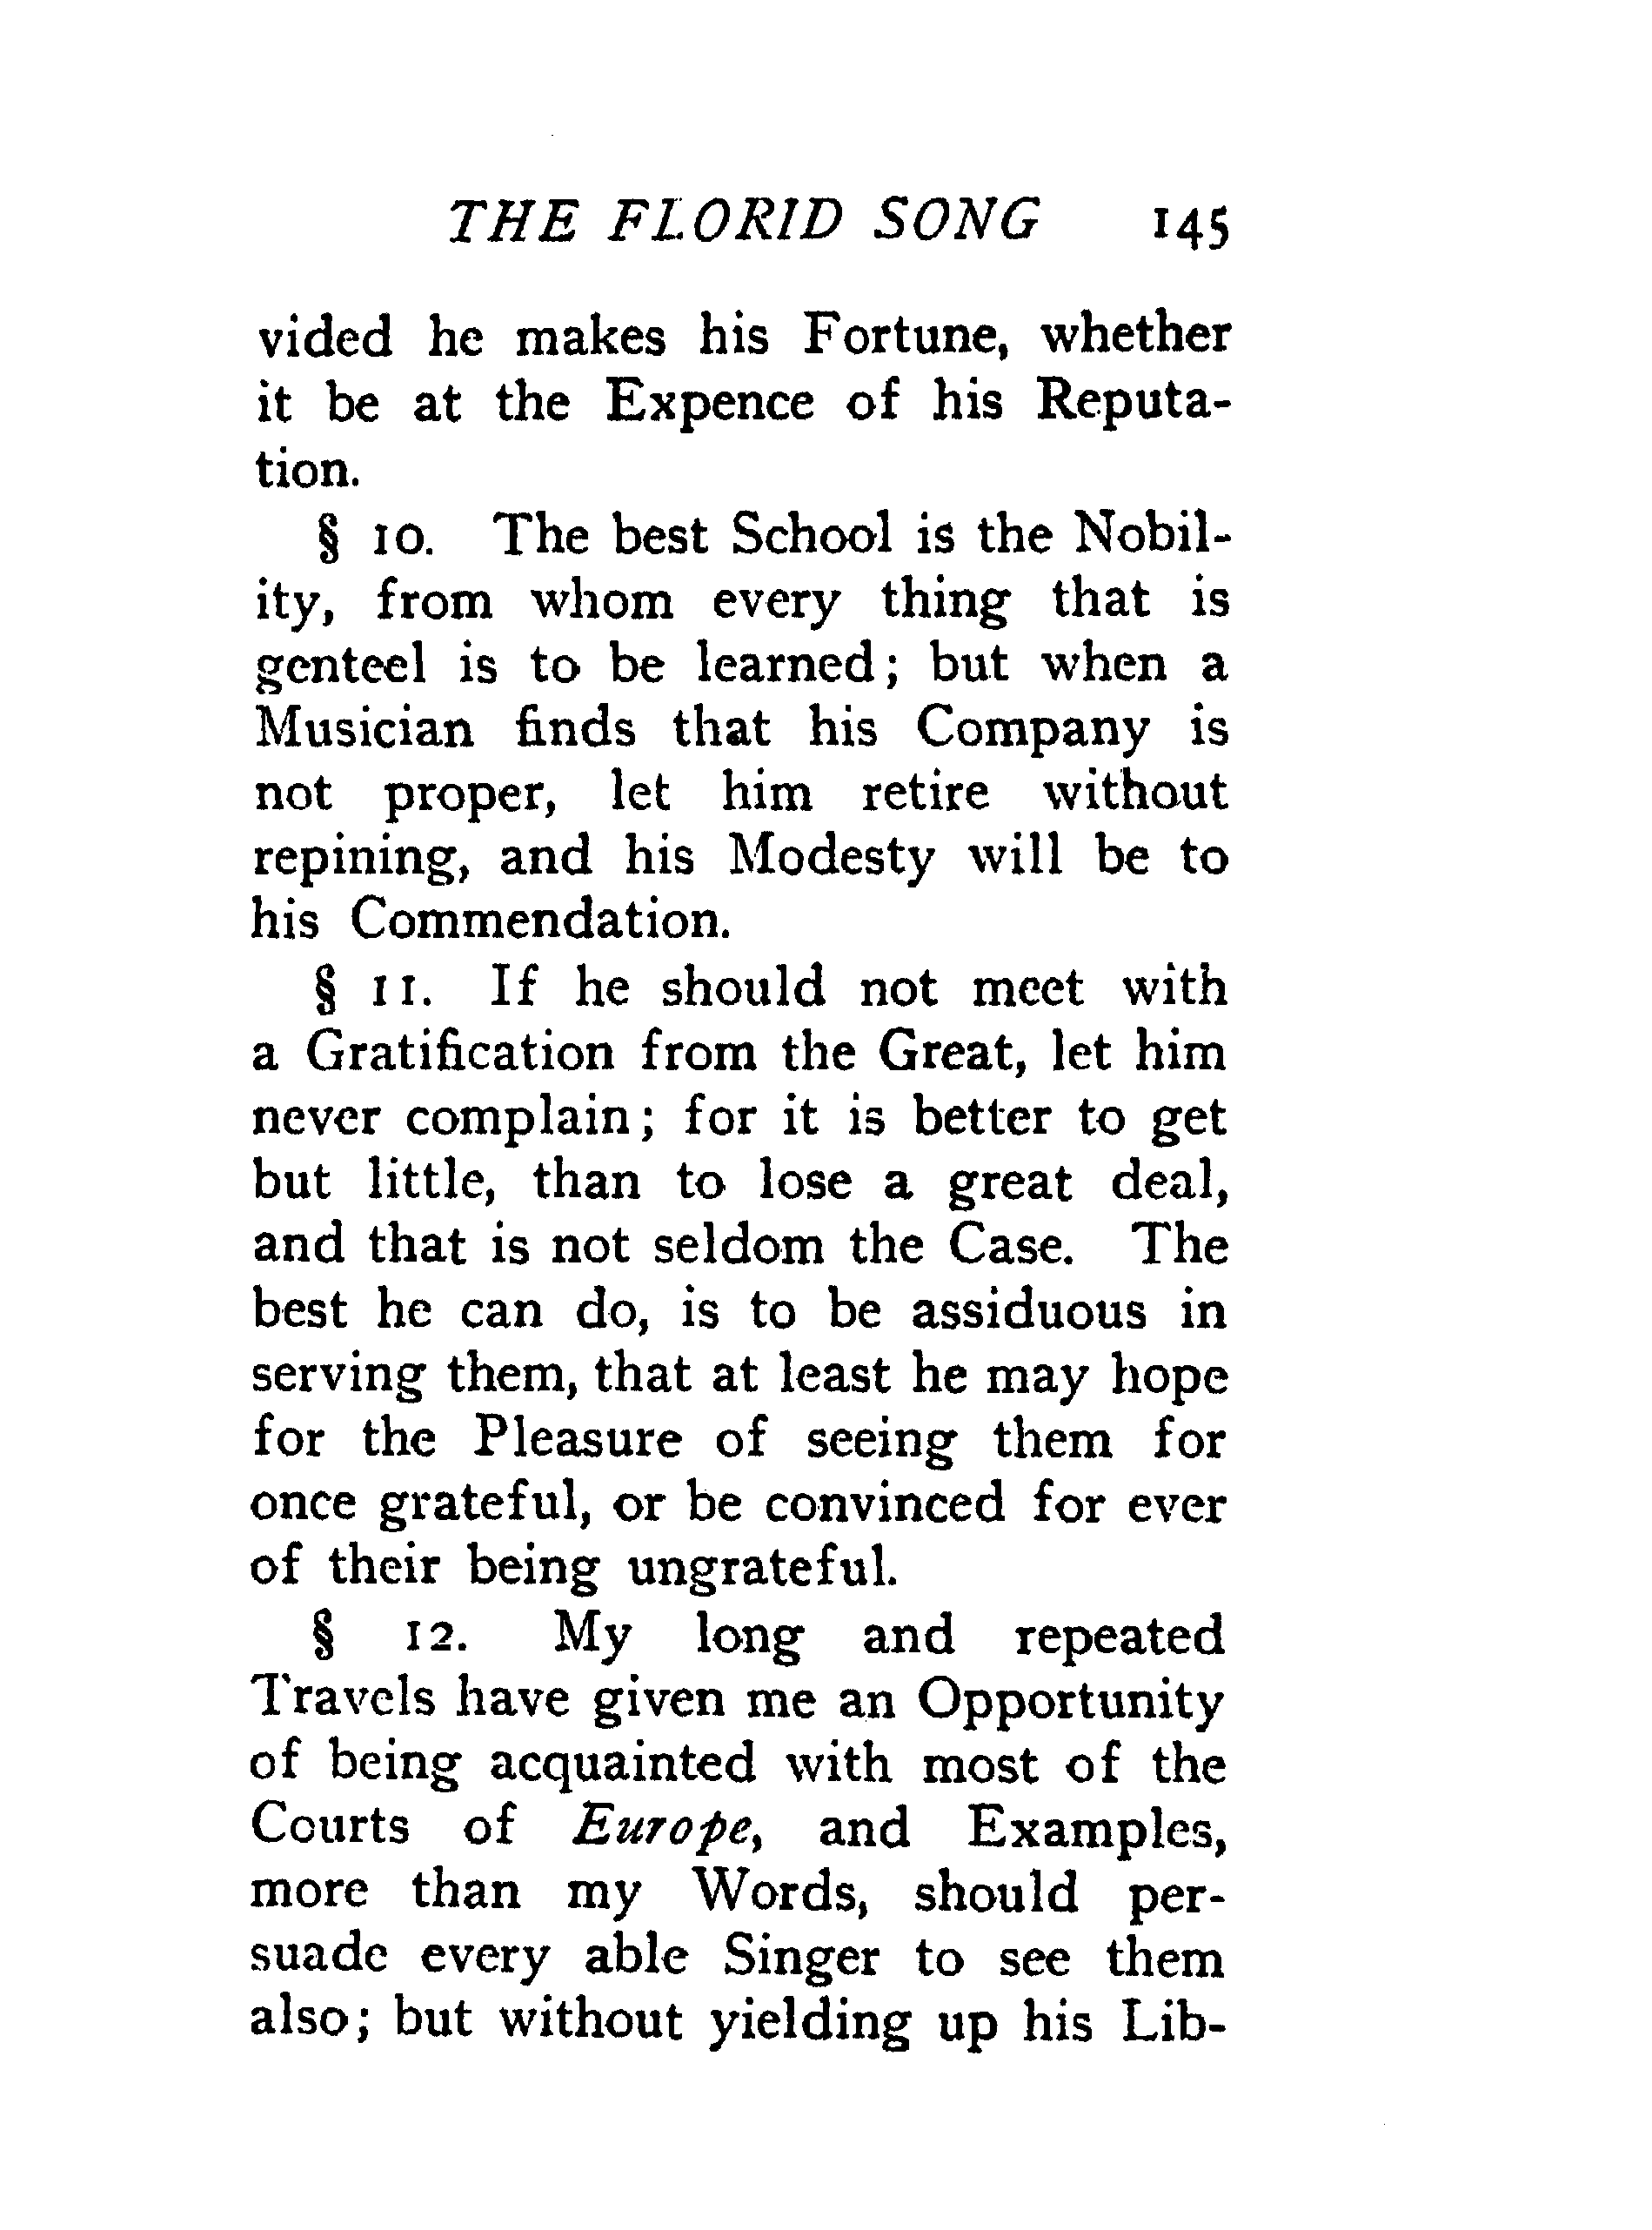 THE FLORID SONG 145
vided he makes his Fortune, whether
it be at the Expence of his Reputa-
tion.
§ 10. The best School is the Nobil-
ity, from whom every thing that is
genteel is to be learned; but when a
Musician finds that his Company is
not proper, let him retire without
repining, and his Modesty will be to
his Commendation.
§ 11. If he should not meet with
a Gratification from the Great, let him
never complain; for it is better to get
but little, than to lose a great deal,
and that is not seldom the Case. The
best he can do, is to be assiduous in
serving them, that at least he may hope
for the Pleasure of seeing them for
once grateful, or be convinced for ever
of their being ungrateful.
§ 12. My long and repeated
Travels have given me an Opportunity
of being acquainted with most of the
Courts of Europe, and Examples,
more than my Words, should per-
suade every able Singer to see them
also; but without yielding up his Lib-